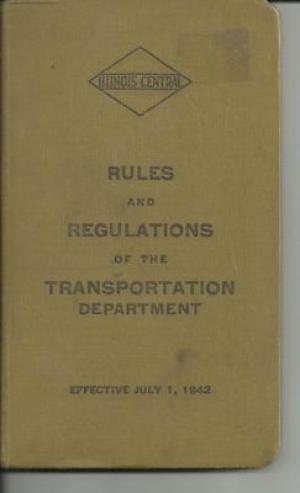 ILLINOIS CENTRAL
RULES
AND
REGULATIONS
OF THE
TRANSPORTATION
DEPARTMENT
EFFECTIVE JULY 1, 1942